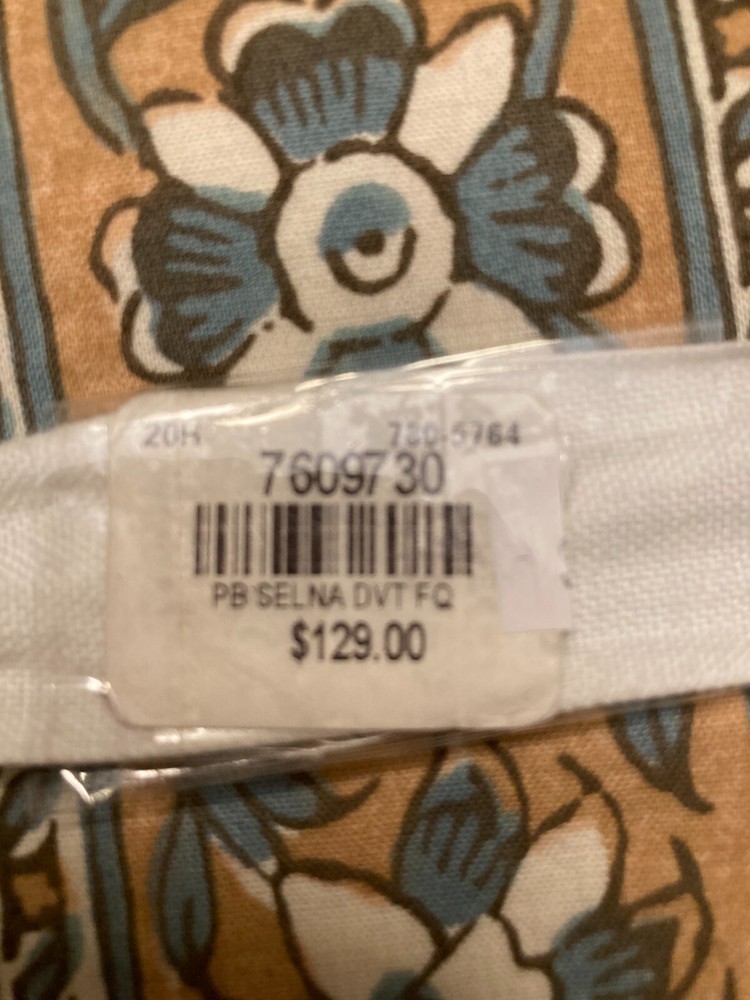 20H 780-5764
7609730
PB SELNA DVT FQ
$129.00